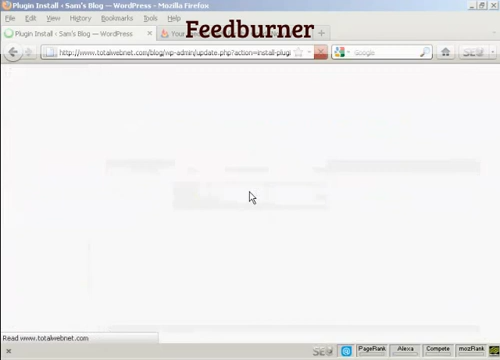 Plugin Install ‹ Sam's Blog — WordPress - Mozilla Firefox
File Edit View History Bookmarks Tools Help
Feedburner
Plugin Install ‹ Sam's Blog — WordPress × Your
http://www.totalwebnet.com/blog/wp-admin/update.php?action=install-plugi Google
Read www.totalwebnet.com
× PageRank Alexa Compete mozRank